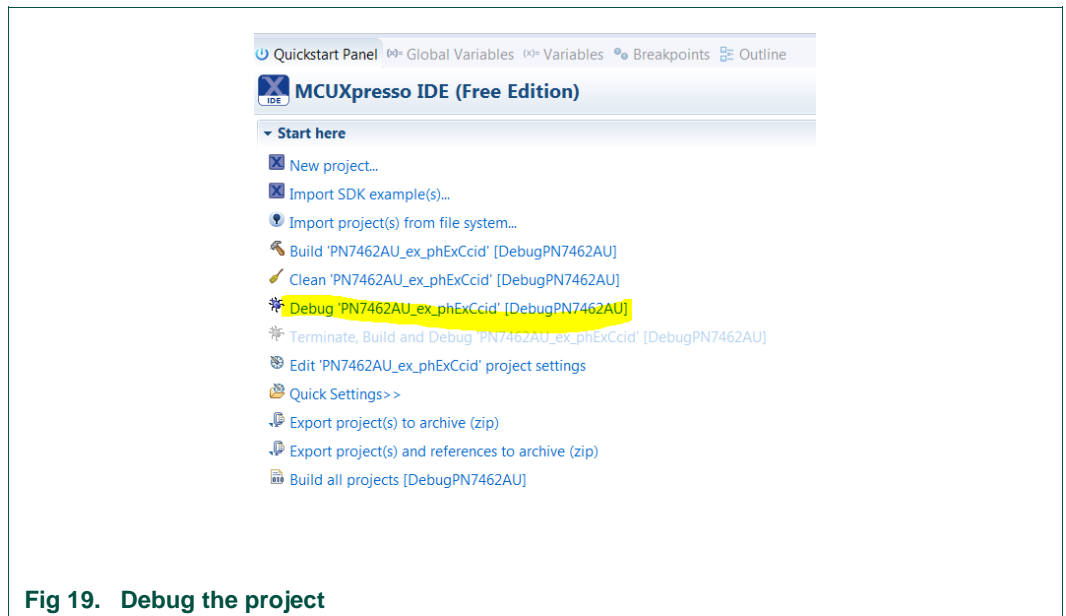 Quickstart Panel (x)= Global Variables (x)= Variables Breakpoints Outline
IDE MCUXpresso IDE (Free Edition)
Start here
New project...
Import SDK example(s)...
Import project(s) from file system...
Build 'PN7462AU_ex_phExCcid' [DebugPN7462AU]
Clean 'PN7462AU_ex_phExCcid' [DebugPN7462AU]
Debug 'PN7462AU_ex_phExCcid' [DebugPN7462AU]
Terminate, Build and Debug 'PN7462AU_ex_phExCcid' [DebugPN7462AU]
Edit 'PN7462AU_ex_phExCcid' project settings
Quick Settings>>
Export project(s) to archive (zip)
Export project(s) and references to archive (zip)
010 Build all projects [DebugPN7462AU]
Fig 19. Debug the project